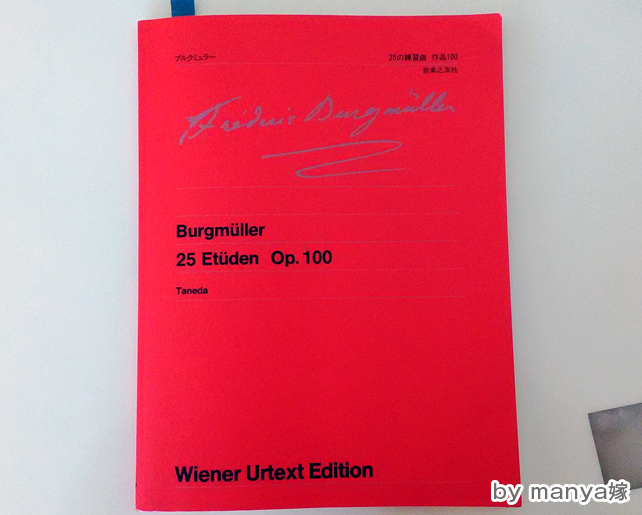 ブルクミュラー
25の練習曲 作品100
音楽之友社
Frédéric Burgmüller
Burgmüller
25 Etüden Op. 100
Taneda
Wiener Urtext Edition
by manya嫁